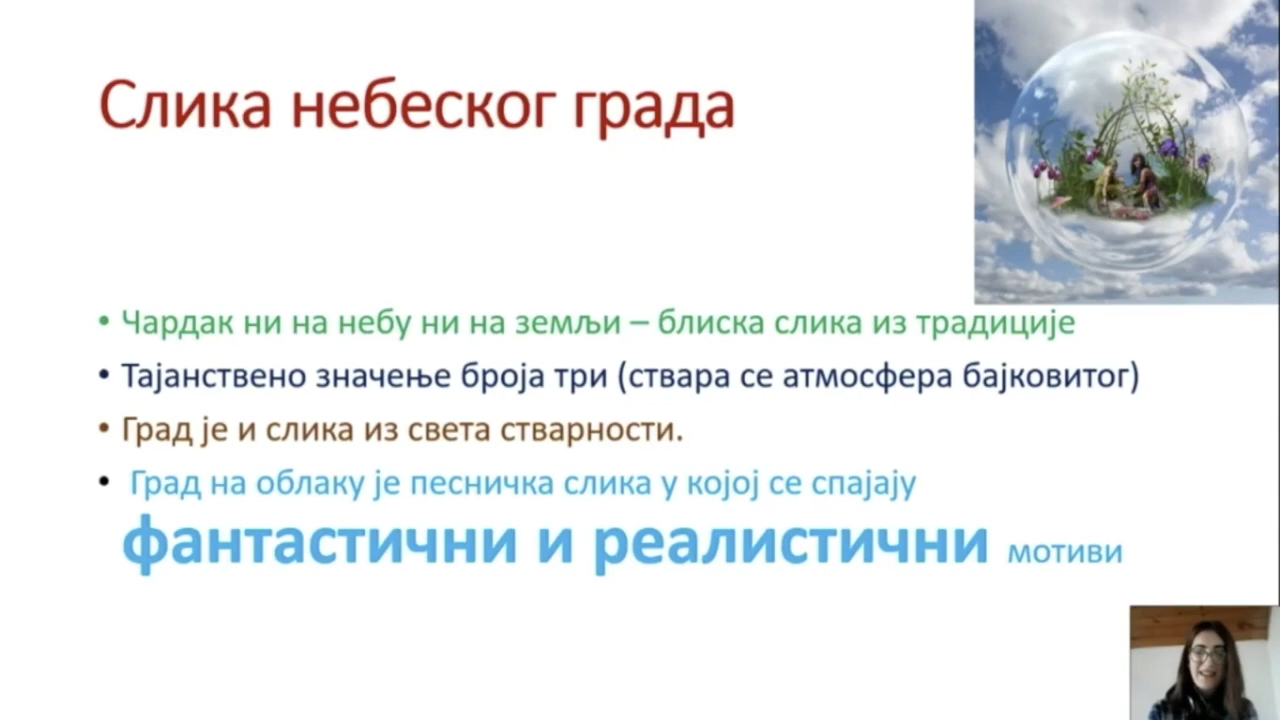 Слика небеског града
• Чардак ни на небу ни на земљи – блиска слика из традиције
• Тајанствено значење броја три (ствара се атмосфера бајковитог)
• Град је и слика из света стварности.
• Град на облаку је песничка слика у којој се спајају
фантастични и реалистични мотиви